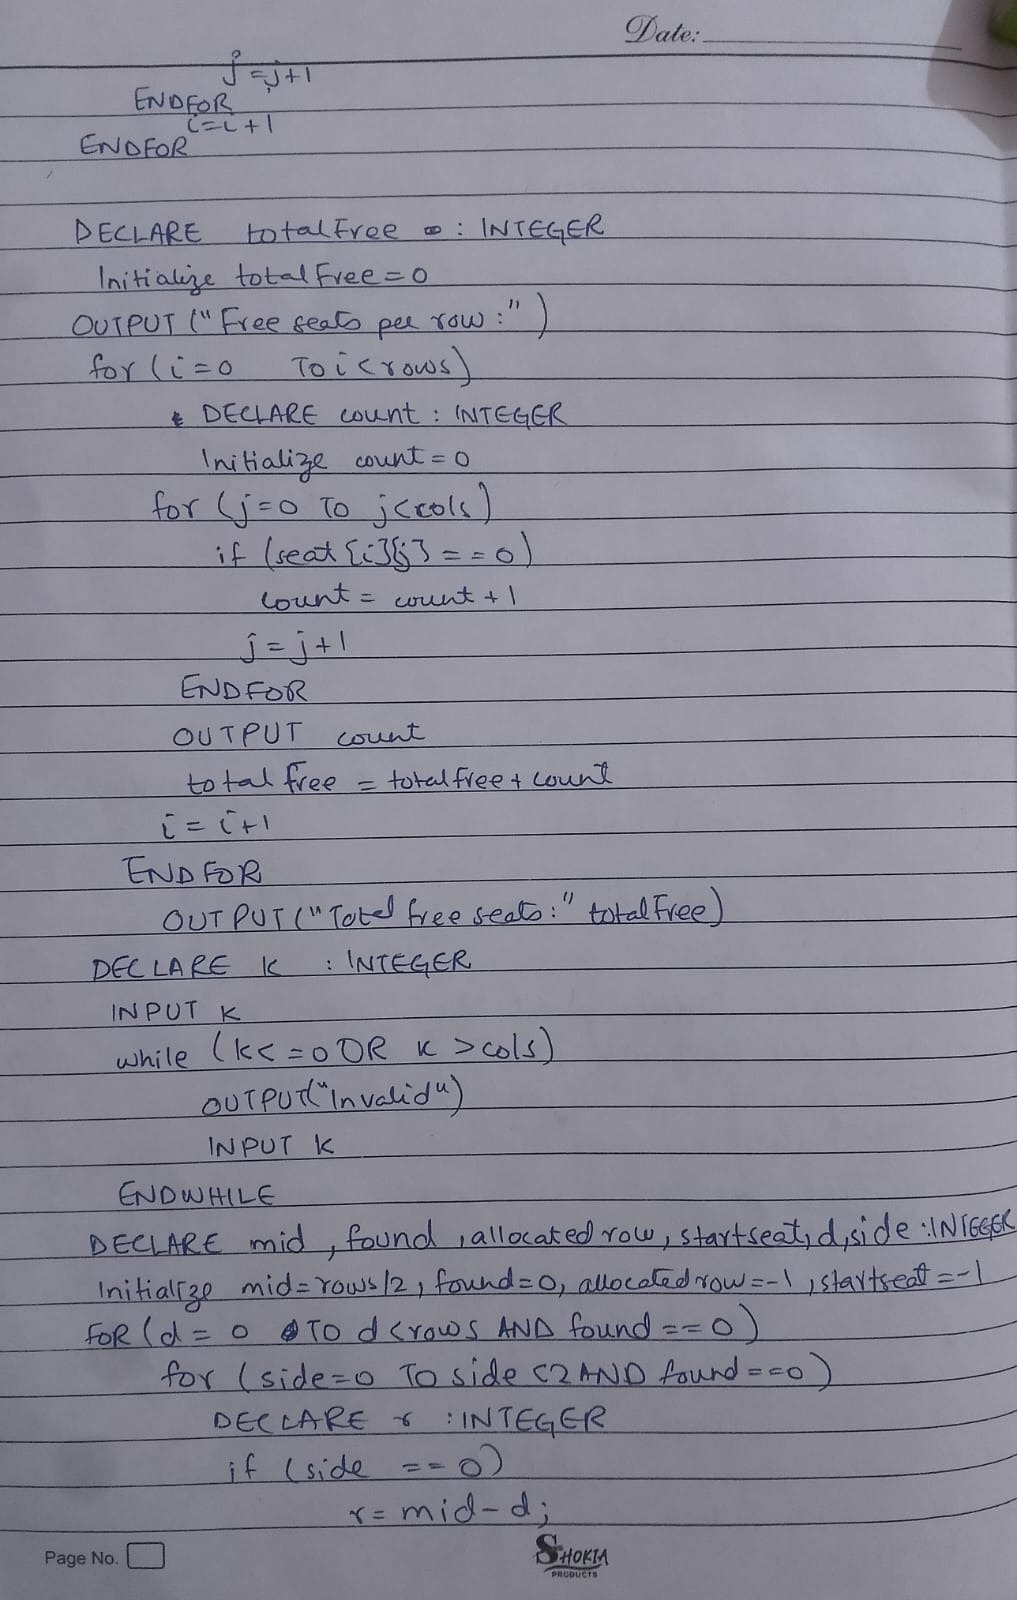 Date:
j=j+1
ENDFOR
i=i+1
ENDFOR
DECLARE totalFree : INTEGER
Initialize totalFree=0
OUTPUT ("Free seats per row:")
for (i=0 To i<rows)
DECLARE count : INTEGER
Initialize count=0
for (j=0 To j<cols)
if (seat[i][j]==0)
count = count+1
j=j+1
ENDFOR
OUTPUT count
total free = totalfree + count
i=i+1
ENDFOR
OUTPUT ("Total free seats:" totalFree)
DECLARE K : INTEGER
INPUT K
while (K<=0 OR K>cols)
OUTPUT("Invalid")
INPUT K
ENDWHILE
DECLARE mid, found, allocated row, startseat, d, side : INTEGER
Initialize mid=rows/2, found=0, allocated row=-1, startseat=-1
FOR (d=0 TO d<rows AND found==0)
for (side=0 To side<2 AND found==0)
DECLARE r : INTEGER
if (side ==0)
r=mid-d;
Page No.
SHOKIA
PRODUCTS